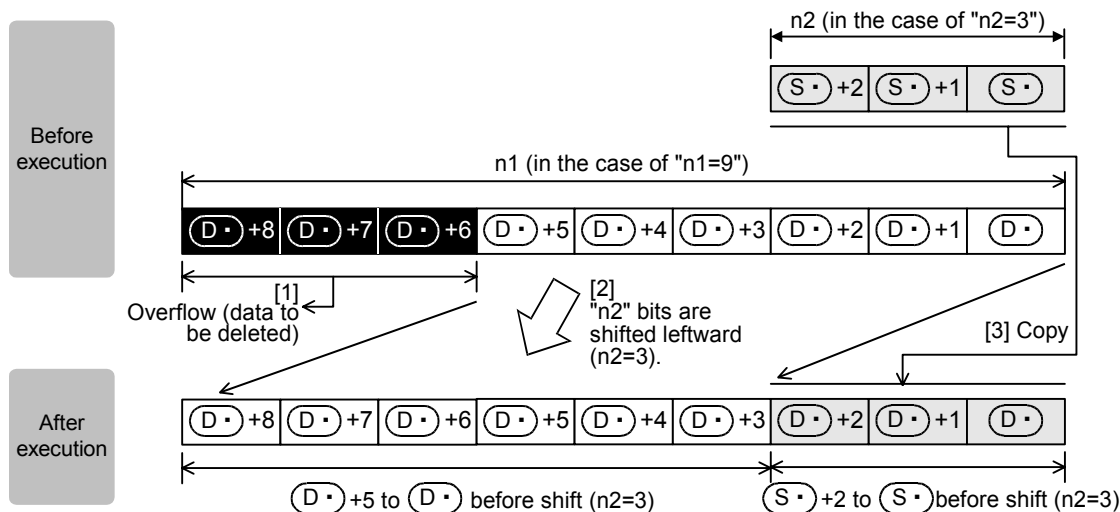 n2 (in the case of "n2=3")
S・ +2 S・ +1 S・
Before
execution
n1 (in the case of "n1=9")
D・ +8 D・ +7 D・ +6 D・ +5 D・ +4 D・ +3 D・ +2 D・ +1 D・
[1]
Overflow (data to
be deleted)
[2]
"n2" bits are
shifted leftward
(n2=3).
[3] Copy
After
execution
D・ +8 D・ +7 D・ +6 D・ +5 D・ +4 D・ +3 D・ +2 D・ +1 D・
D・ +5 to D・ before shift (n2=3)
S・ +2 to S・ before shift (n2=3)